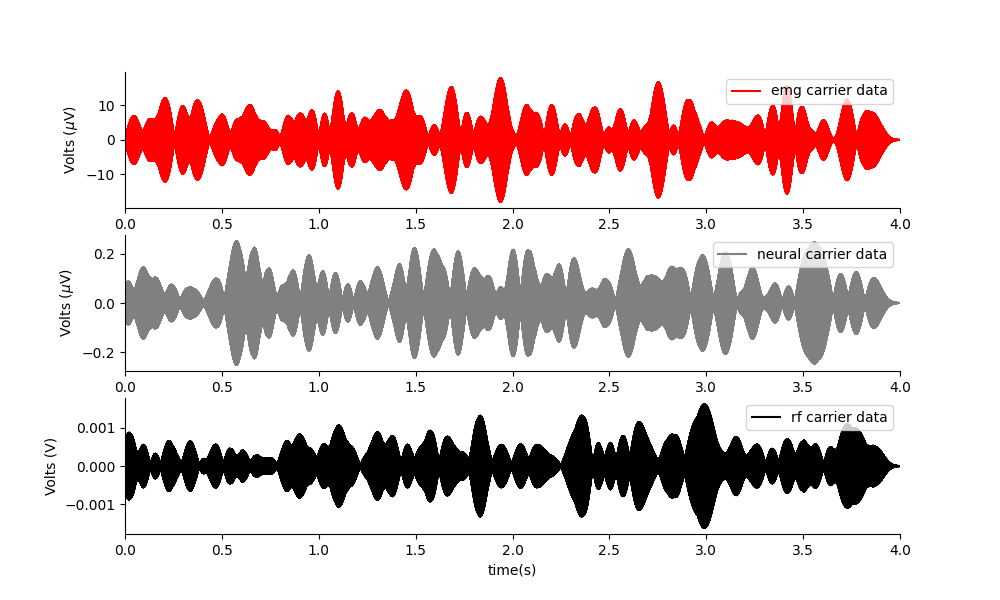 emg carrier data
Volts (μV)
10
0
−10
0.0 0.5 1.0 1.5 2.0 2.5 3.0 3.5 4.0
neural carrier data
Volts (μV)
0.2
0.0
−0.2
0.0 0.5 1.0 1.5 2.0 2.5 3.0 3.5 4.0
rf carrier data
Volts (V)
0.001
0.000
−0.001
0.0 0.5 1.0 1.5 2.0 2.5 3.0 3.5 4.0
time(s)